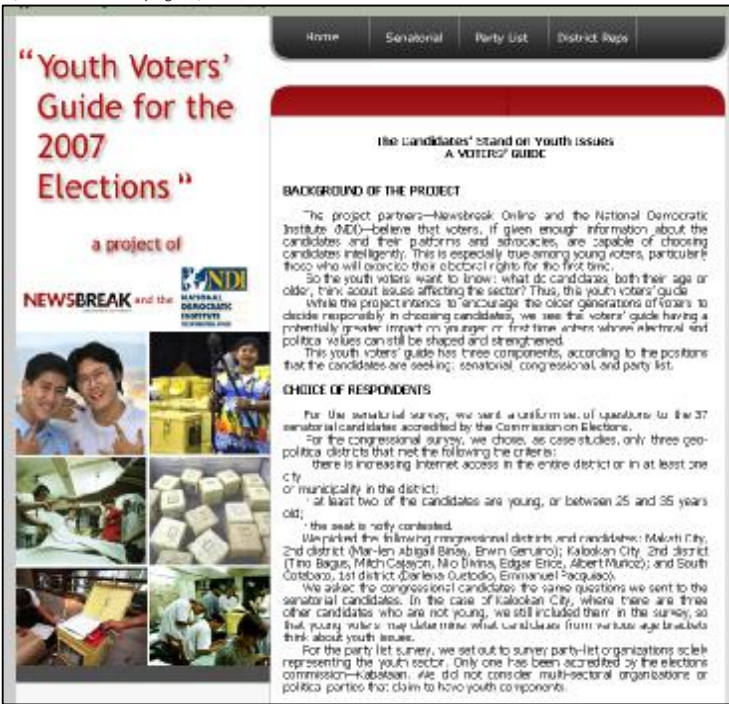 Home Senatorial Party List District Reps
“Youth Voters'
Guide for the
2007
Elections”
a project of
NEWSBREAK and the NDI
NATIONAL
DEMOCRATIC
INSTITUTE
The Candidates' Stand on Youth Issues
A VOTERS' GUIDE
BACKGROUND OF THE PROJECT
The project partners—Newsbreak Online and the National Democratic
Institute (NDI)—believe that voters, if given enough information about the
candidates and their platforms and advocacies, are capable of choosing
candidates intelligently. This is especially true among young voters, particularly
those who will exercise their electoral rights for the first time.
So the youth voters want to know: what do candidates, both their age or
older, think about issues affecting the sector? Thus, this youth voters' guide.
While the project intends to encourage the older generations of voters to
decide responsibly in choosing candidates, we see the voters' guide having a
potentially greater impact on younger or first time voters whose electoral and
political values can still be shaped and strengthened.
This youth voters' guide has three components, according to the positions
that the candidates are seeking: senatorial, congressional, and party list.
CHOICE OF RESPONDENTS
For the senatorial survey, we sent a uniform set of questions to the 37
senatorial candidates accredited by the Commission on Elections.
For the congressional survey, we chose, as case studies, only three geo-
political districts that met the following the criteria:
· there is increasing Internet access in the entire district or in at least one
city
or municipality in the district;
· at least two of the candidates are young, or between 25 and 35 years
old;
· the seat is hotly contested.
We picked the following congressional districts and candidates: Makati City,
2nd district (Mar-len Abigail Binay, Erwin Genuino); Kalookan City, 2nd district
(Tino Bagus, Mitch Cajayon, Nio Divina, Edgar Erice, Albert Muñoz); and South
Cotabato, 1st district (Darlena Custodio, Emmanuel Pacquiao).
We asked the congressional candidates the same questions we sent to the
senatorial candidates. In the case of Kalookan City, where there are three
other candidates who are not young, we still included them in the survey, so
that young voters may determine what candidates from various age brackets
think about youth issues.
For the party list survey, we set out to survey party-list organizations solely
representing the youth sector. Only one has been accredited by the elections
commission—Kabataan. We did not consider multi-sectoral organizations or
political parties that claim to have youth components.